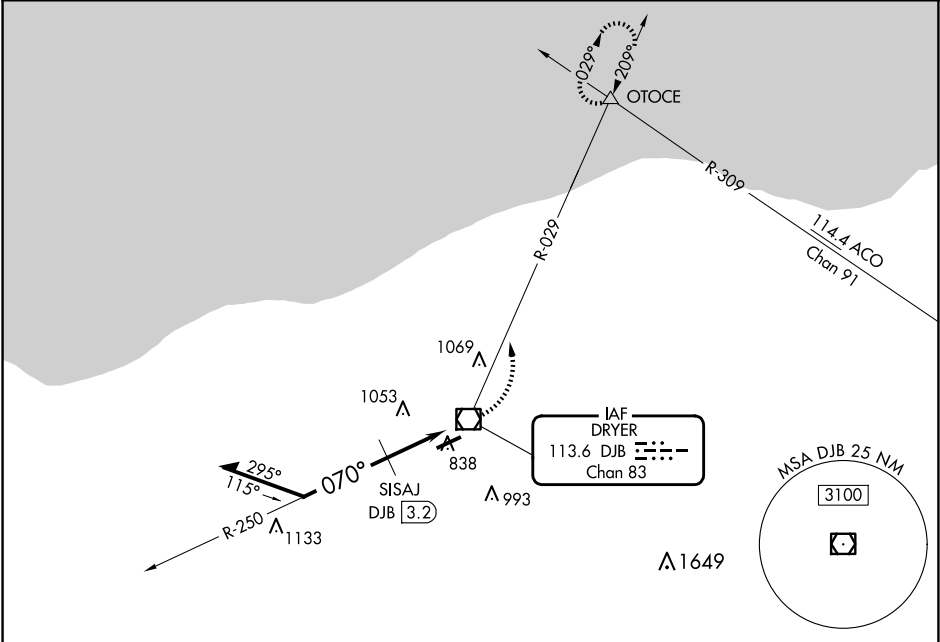 029°
209°
OTOCE
R-309
114.4 ACO
Chan 91
R-029
1069
1053
IAF
DRYER
113.6 DJB
Chan 83
838
295°
115°
070°
SISAJ
DJB 3.2
993
R-250
1133
MSA DJB 25 NM
3100
1649